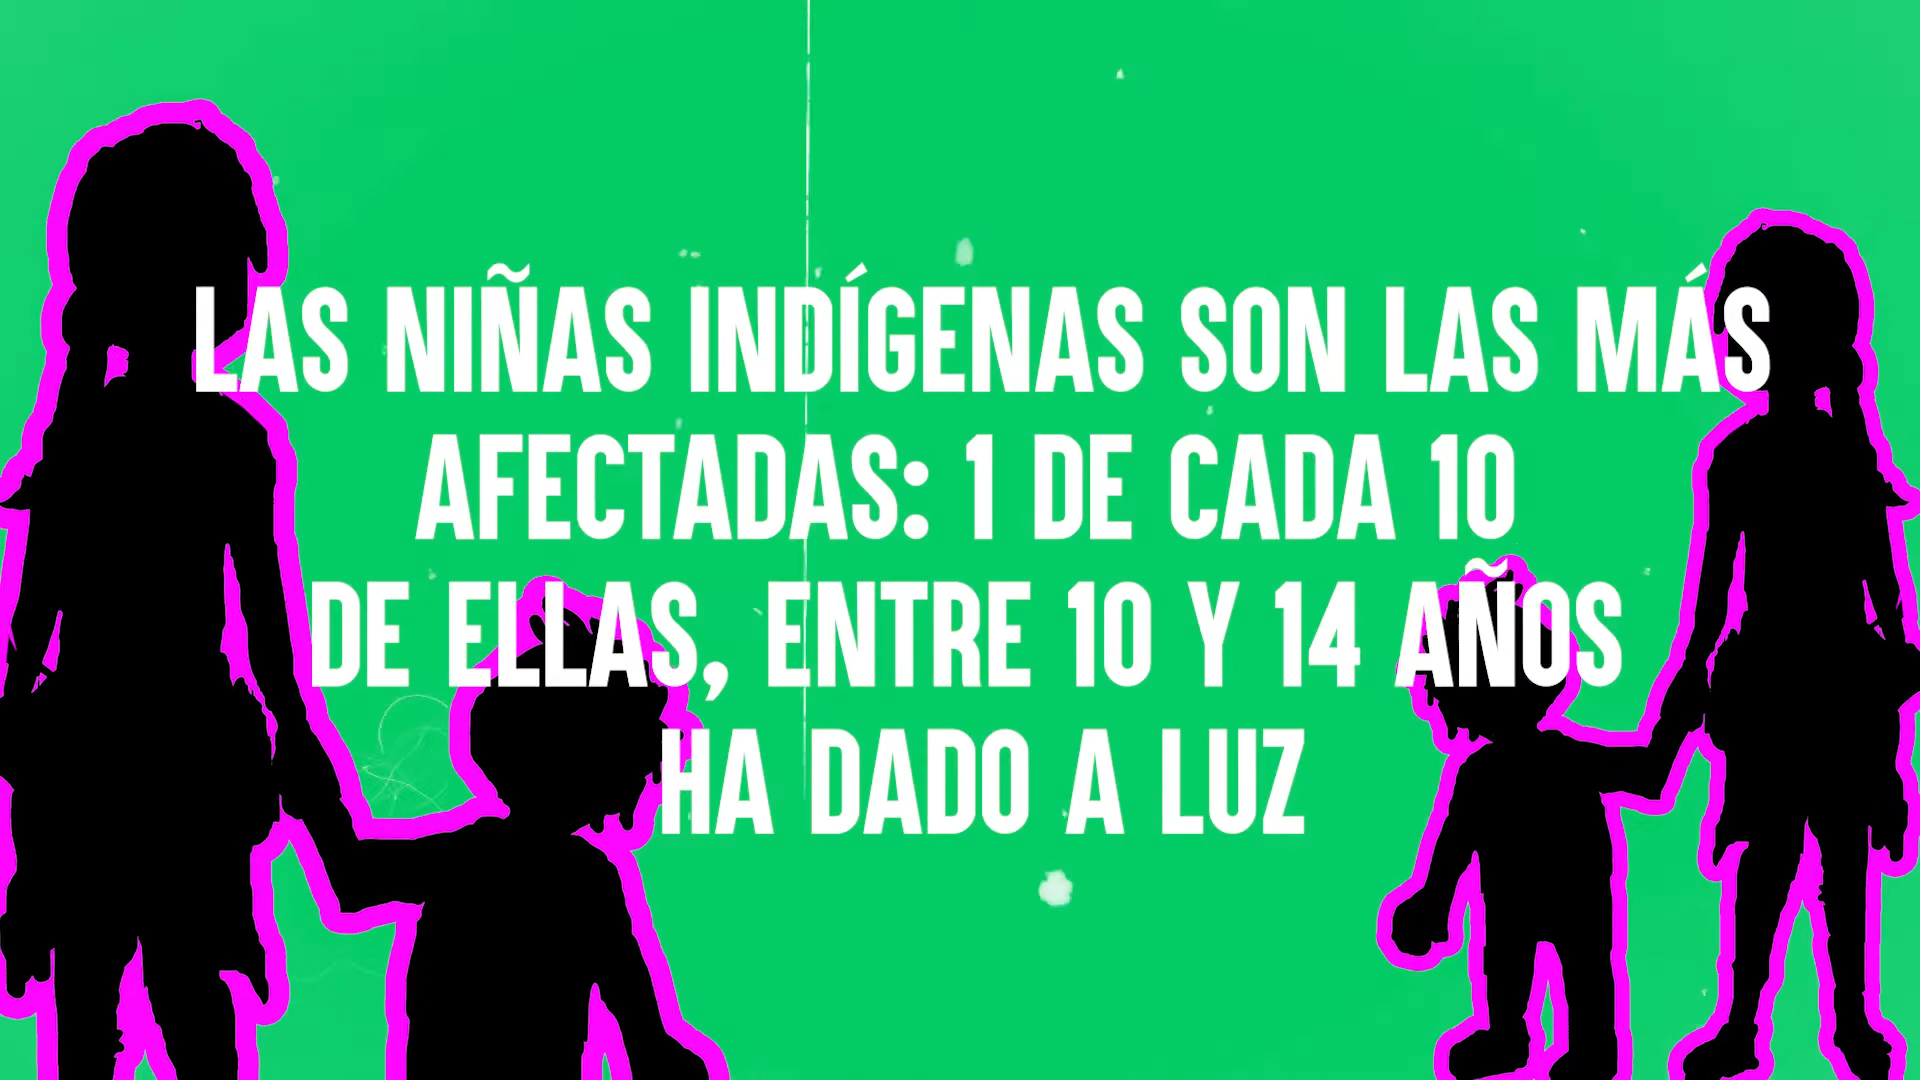 LAS NIÑAS INDÍGENAS SON LAS MÁS
AFECTADAS: 1 DE CADA 10
DE ELLAS, ENTRE 10 Y 14 AÑOS
HA DADO A LUZ